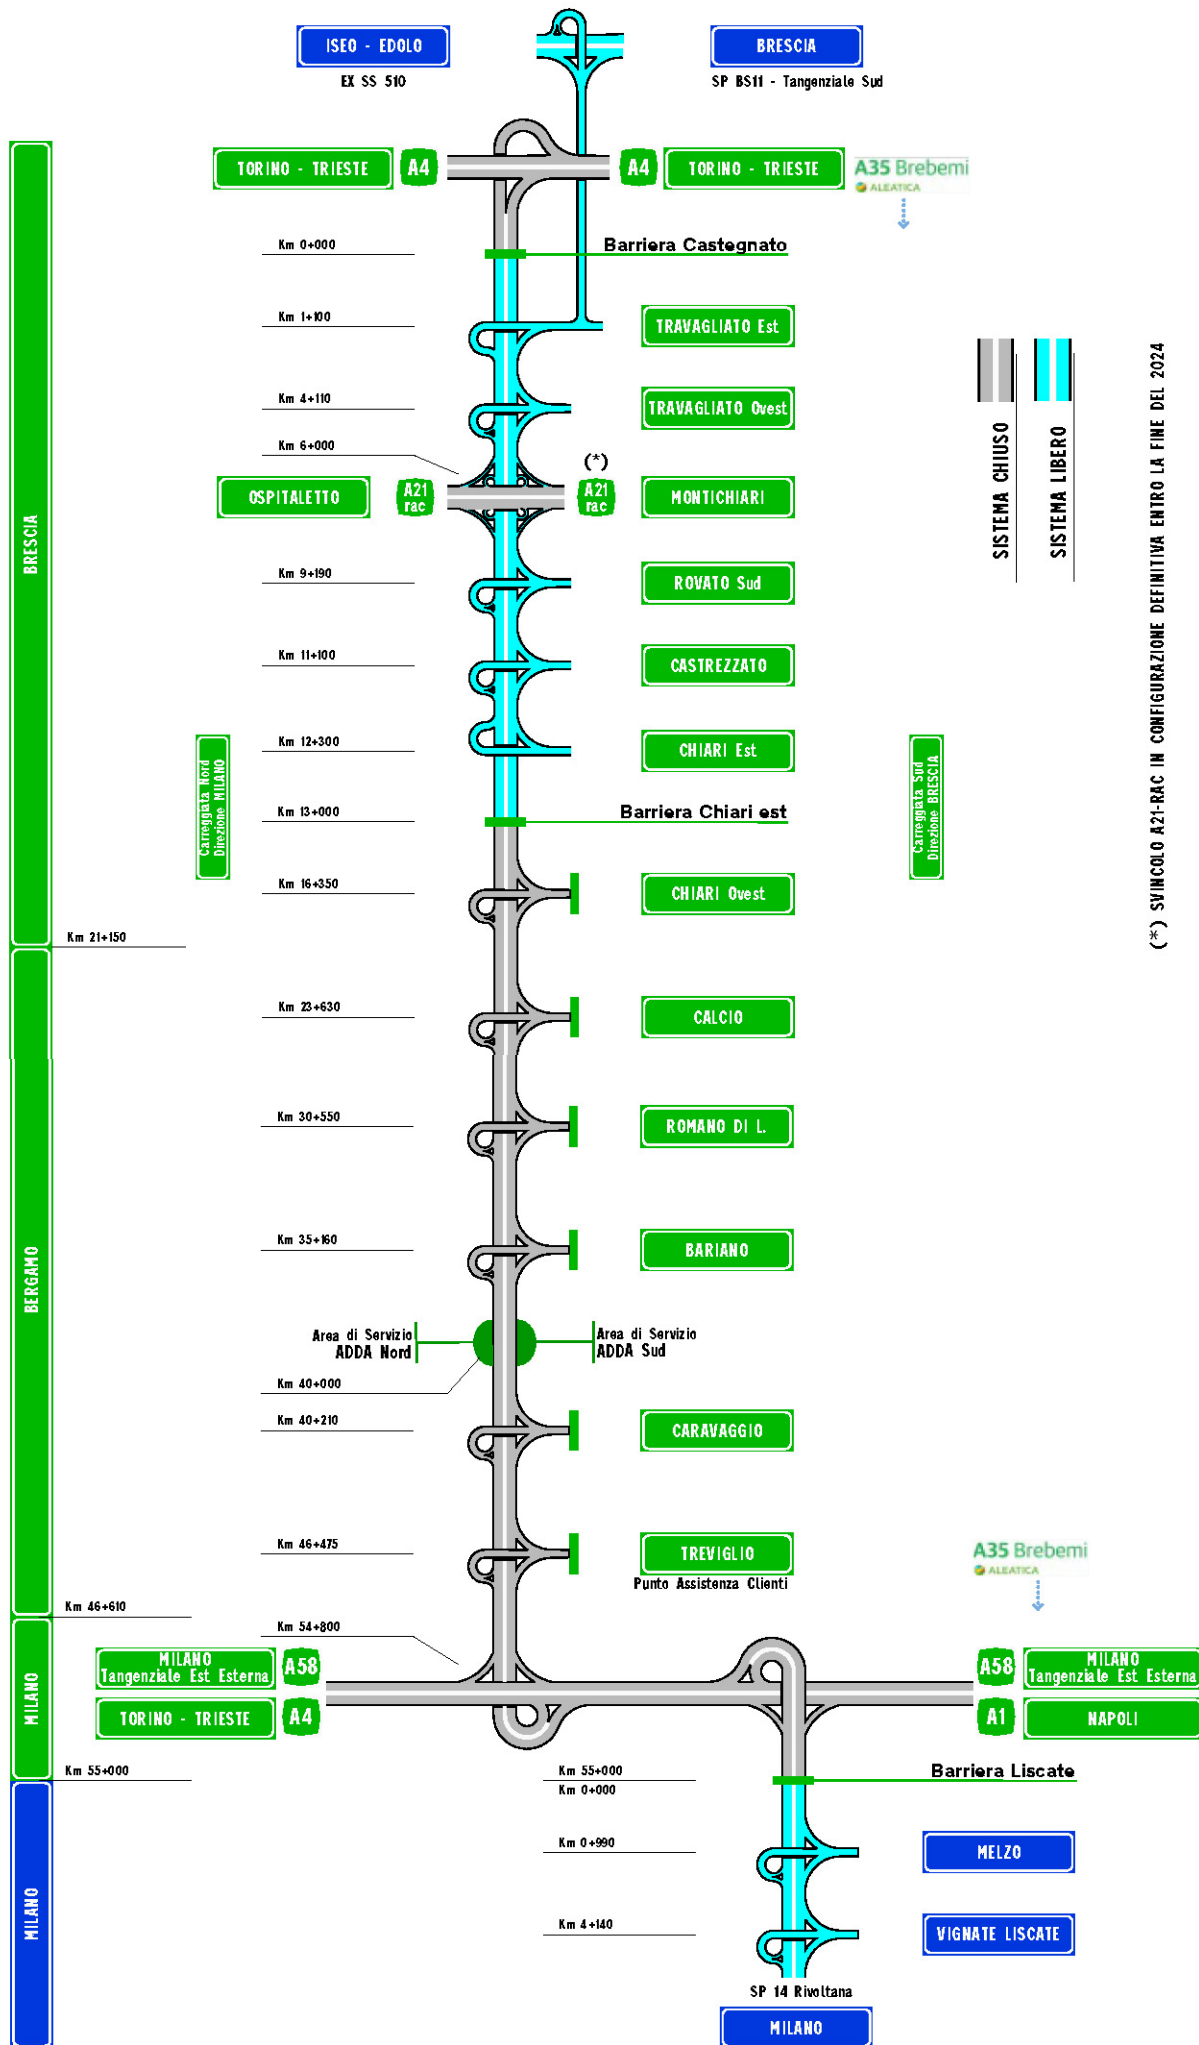 ISEO - EDOLO
BRESCIA
EX SS 510
SP BS11 - Tangenziale Sud
TORINO - TRIESTE
A4
A4
TORINO - TRIESTE
A35 Brebemi
ALEATICA
Km 0+000
Barriera Castegnato
Km 1+100
TRAVAGLIATO Est
Km 4+110
TRAVAGLIATO Ovest
Km 6+000
(*)
OSPITALETTO
A21
rac
A21
rac
MONTICHIARI
SISTEMA CHIUSO
SISTEMA LIBERO
(*) SVINCOLO A21-RAC IN CONFIGURAZIONE DEFINITIVA ENTRO LA FINE DEL 2024
BRESCIA
Km 9+190
ROVATO Sud
Km 11+100
CASTREZZATO
Km 12+300
CHIARI Est
Carreggiata Nord
Direzione MILANO
Carreggiata Sud
Direzione BRESCIA
Km 13+000
Barriera Chiari est
Km 16+350
CHIARI Ovest
Km 21+150
Km 23+630
CALCIO
Km 30+550
ROMANO DI L.
BERGAMO
Km 35+160
BARIANO
Area di Servizio
ADDA Nord
Area di Servizio
ADDA Sud
Km 40+000
Km 40+210
CARAVAGGIO
Km 46+475
TREVIGLIO
Punto Assistenza Clienti
A35 Brebemi
ALEATICA
Km 46+610
Km 54+800
MILANO
MILANO
Tangenziale Est Esterna
A58
A58
MILANO
Tangenziale Est Esterna
TORINO - TRIESTE
A4
A1
NAPOLI
Km 55+000
Km 55+000
Km 0+000
Barriera Liscate
Km 0+990
MELZO
MILANO
Km 4+140
VIGNATE LISCATE
SP 14 Rivoltana
MILANO